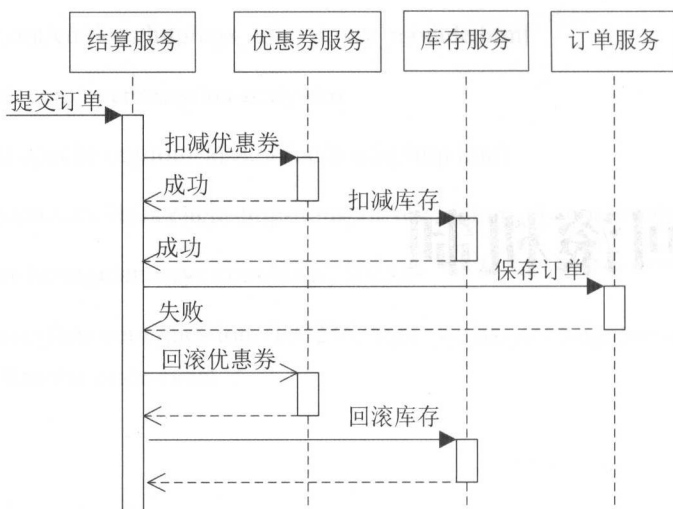 结算服务
优惠券服务
库存服务
订单服务
提交订单
扣减优惠券
成功
扣减库存
成功
保存订单
失败
回滚优惠券
回滚库存